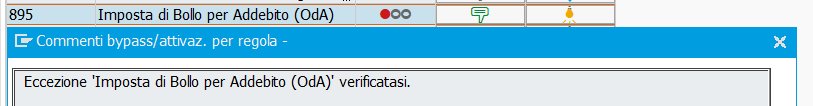 895 Imposta di Bollo per Addebito (OdA)
Commenti bypass/attivaz. per regola -
Eccezione 'Imposta di Bollo per Addebito (OdA)' verificatasi.